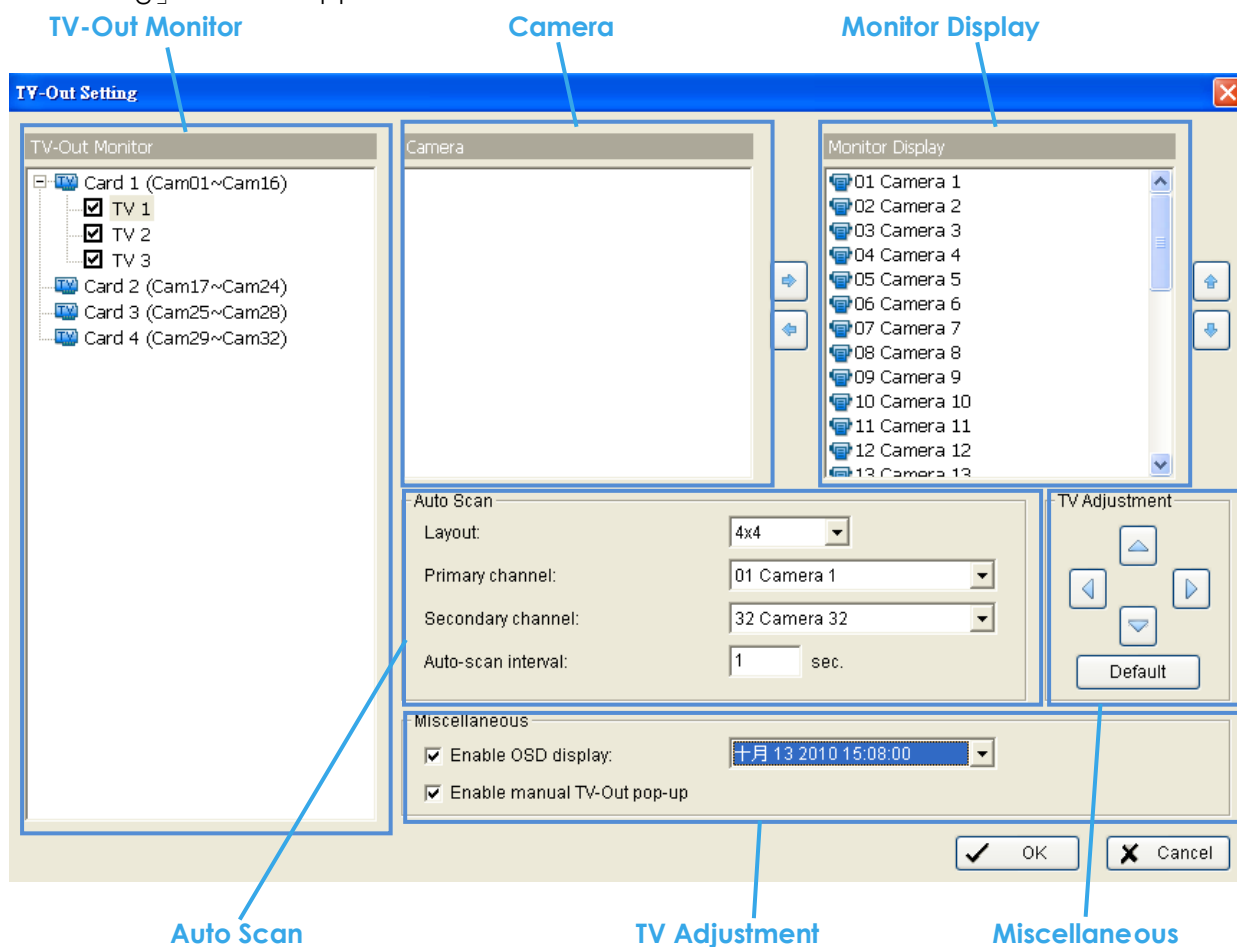 TV-Out Monitor
Camera
Monitor Display
TV-Out Setting
TV-Out Monitor
Card 1 (Cam01~Cam16)
TV 1
TV 2
TV 3
Card 2 (Cam17~Cam24)
Card 3 (Cam25~Cam28)
Card 4 (Cam29~Cam32)
Camera
Monitor Display
01 Camera 1
02 Camera 2
03 Camera 3
04 Camera 4
05 Camera 5
06 Camera 6
07 Camera 7
08 Camera 8
09 Camera 9
10 Camera 10
11 Camera 11
12 Camera 12
13 Camera 13
Auto Scan
Layout: 4x4
Primary channel: 01 Camera 1
Secondary channel: 32 Camera 32
Auto-scan interval: 1 sec.
TV Adjustment
Default
Miscellaneous
Enable OSD display: 十月 13 2010 15:08:00
Enable manual TV-Out pop-up
OK Cancel
Auto Scan
TV Adjustment
Miscellaneous